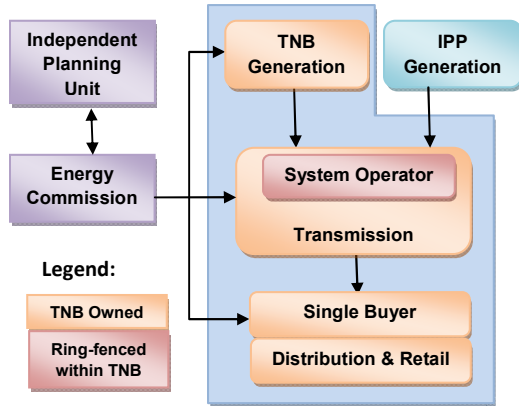 Independent
Planning
Unit
TNB
Generation
IPP
Generation
Energy
Commission
System Operator
Transmission
Legend:
TNB Owned
Ring-fenced
within TNB
Single Buyer
Distribution & Retail